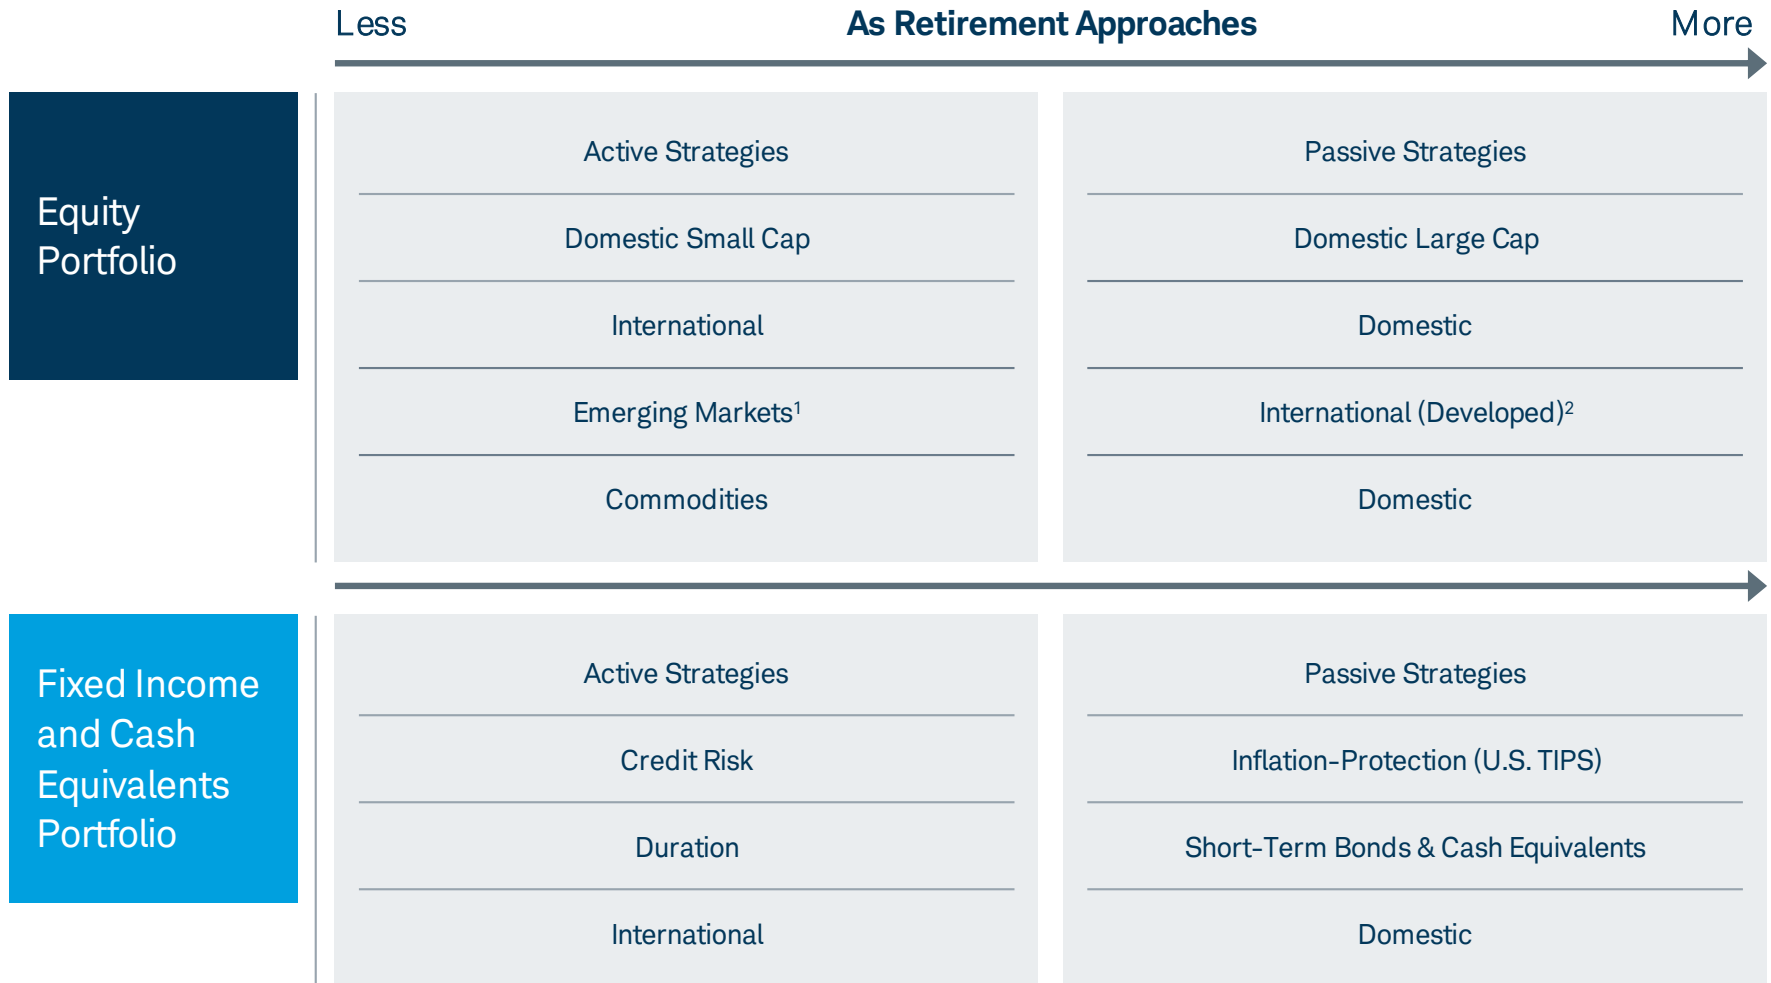 Less As Retirement Approaches More
Equity
Portfolio
Active Strategies Passive Strategies
Domestic Small Cap Domestic Large Cap
International Domestic
Emerging Markets¹ International (Developed)²
Commodities Domestic
Fixed Income
and Cash
Equivalents
Portfolio
Active Strategies Passive Strategies
Credit Risk Inflation-Protection (U.S. TIPS)
Duration Short-Term Bonds & Cash Equivalents
International Domestic